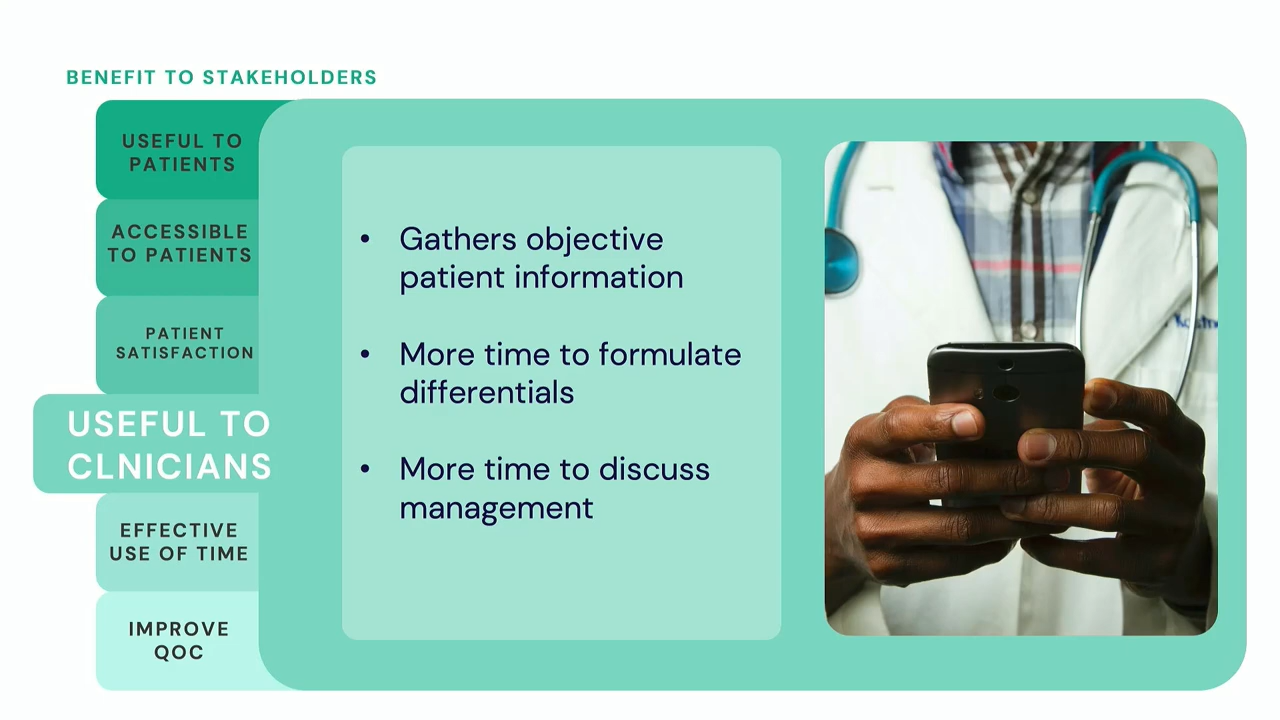 BENEFIT TO STAKEHOLDERS
USEFUL TO
PATIENTS
ACCESSIBLE
TO PATIENTS
PATIENT
SATISFACTION
USEFUL TO
CLNICIANS
EFFECTIVE
USE OF TIME
IMPROVE
QOC
• Gathers objective
patient information
• More time to formulate
differentials
• More time to discuss
management